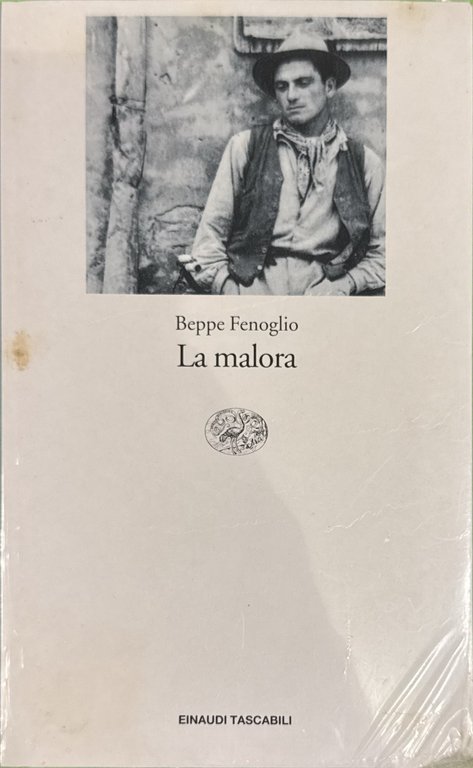 Beppe Fenoglio
La malora
EINAUDI TASCABILI